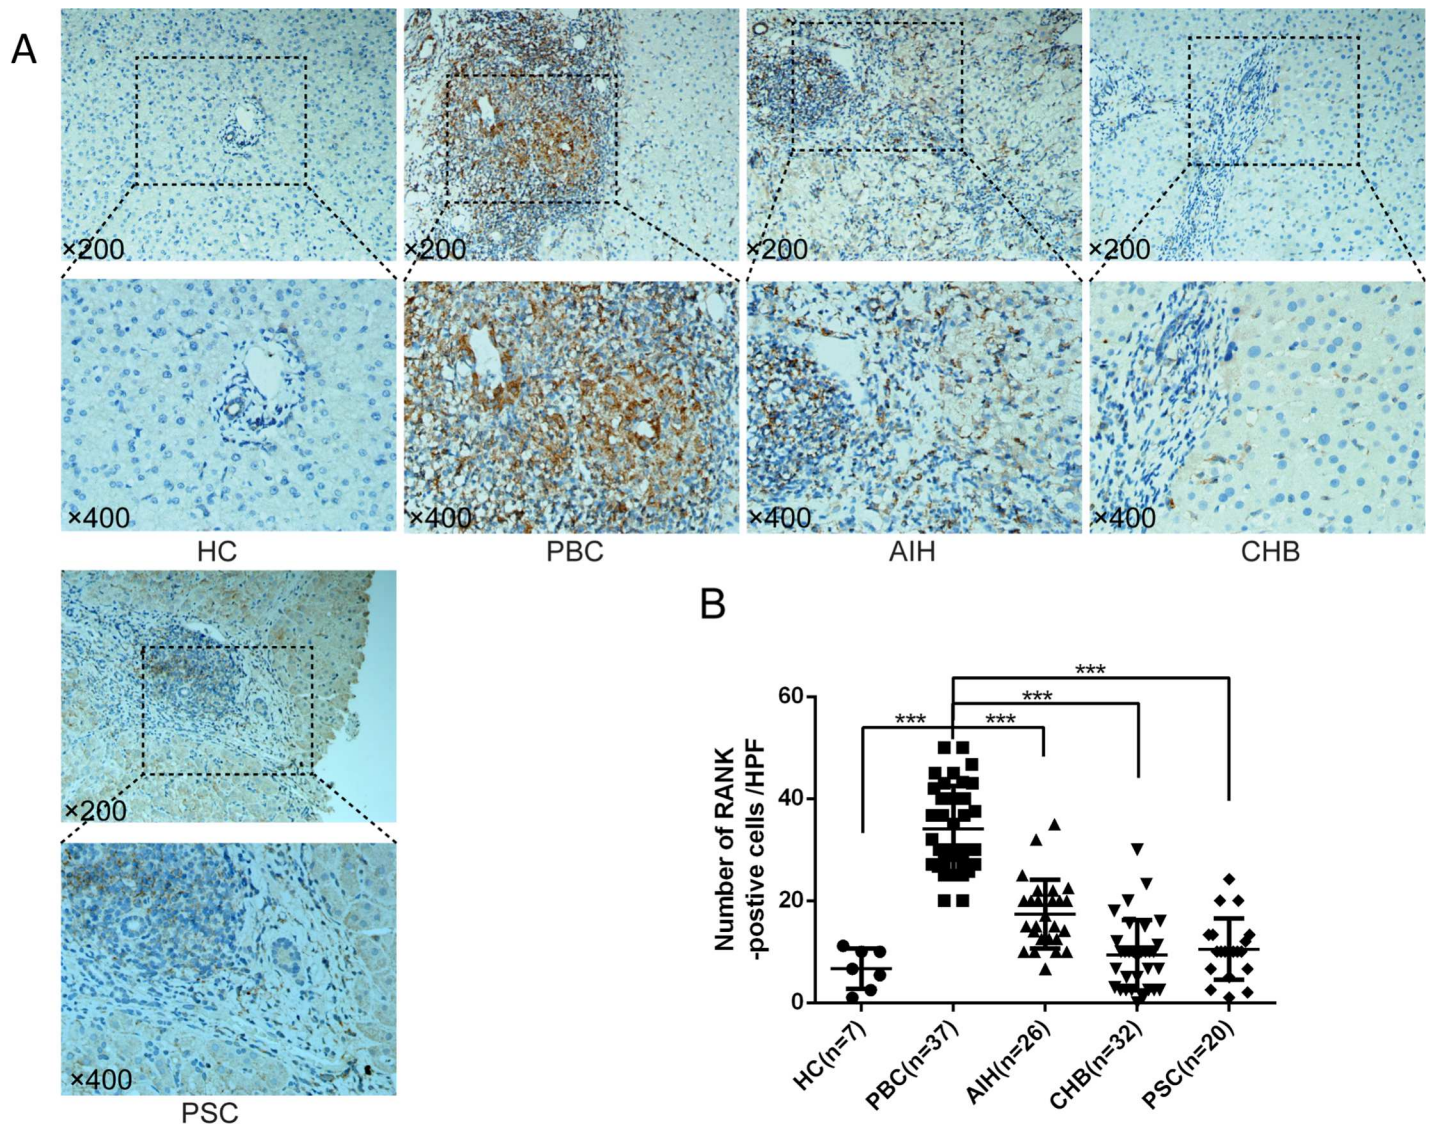 A
×200
×200
×200
×200
×400
×400
×400
×400
HC
PBC
AIH
CHB
×200
×400
PSC
B
***
***
***
***
60
40
20
0
Number of RANK
-postive cells /HPF
HC(n=7)
PBC(n=37)
AIH(n=26)
CHB(n=32)
PSC(n=20)